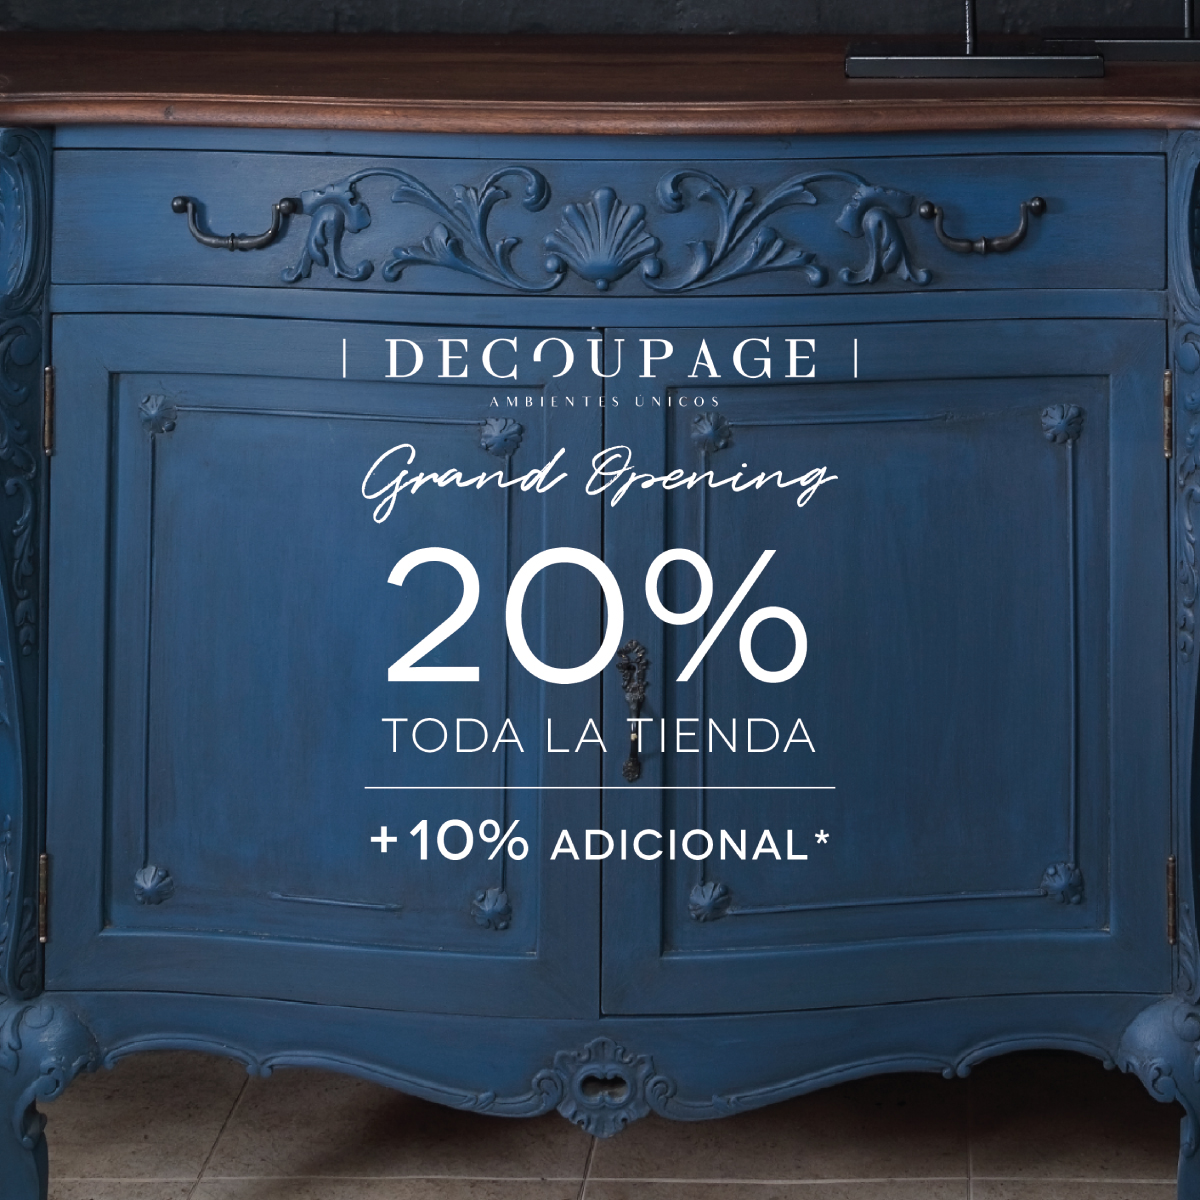 | DECOUPAGE |
AMBIENTES ÚNICOS
Grand Opening
20%
TODA LA TIENDA
+10% ADICIONAL*